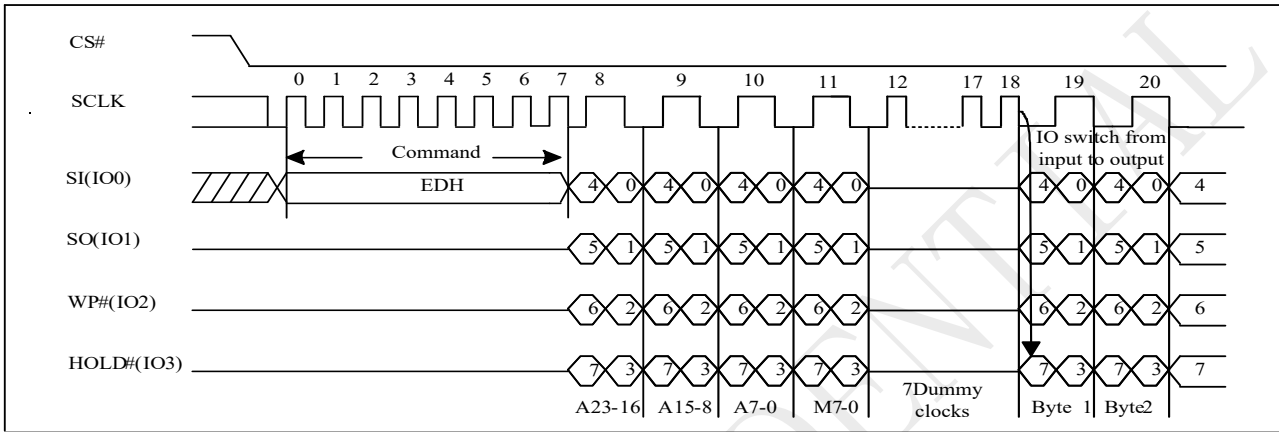 CS#
0 1 2 3 4 5 6 7 8 9 10 11 12 17 18 19 20
SCLK
Command
IO switch from
input to output
SI(IO0)
EDH
4 0 4 0 4 0 4 0 4 0 4 0 4
SO(IO1)
5 1 5 1 5 1 5 1 5 1 5 1 5
WP#(IO2)
6 2 6 2 6 2 6 2 6 2 6 2 6
HOLD#(IO3)
7 3 7 3 7 3 7 3 7 3 7 3 7
A23-16 A15-8 A7-0 M7-0
7Dummy
clocks
Byte 1 Byte2